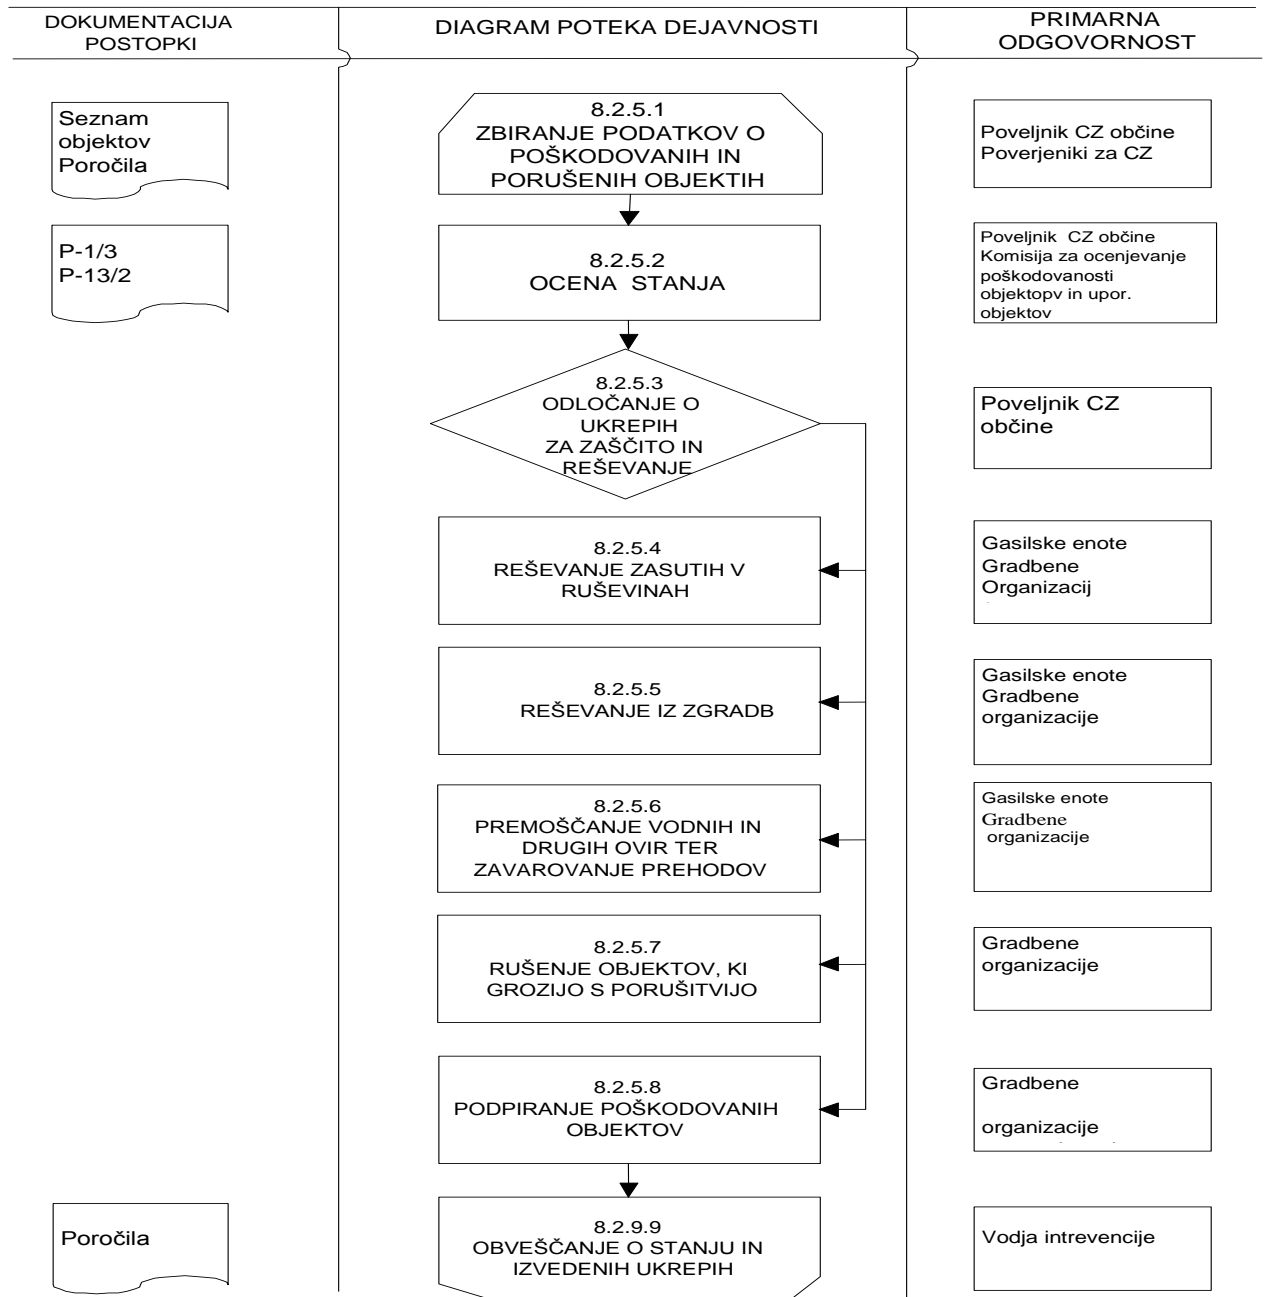 DOKUMENTACIJA
POSTOPKI
DIAGRAM POTEKA DEJAVNOSTI
PRIMARNA
ODGOVORNOST
Seznam
objektov
Poročila
8.2.5.1
ZBIRANJE PODATKOV O
POŠKODOVANIH IN
PORUŠENIH OBJEKTIH
Poveljnik CZ občine
Poverjeniki za CZ
P-1/3
P-13/2
8.2.5.2
OCENA STANJA
Poveljnik CZ občine
Komisija za ocenjevanje
poškodovanosti
objektopv in upor.
objektov
8.2.5.3
ODLOČANJE O
UKREPIH
ZA ZAŠČITO IN
REŠEVANJE
Poveljnik CZ
občine
8.2.5.4
REŠEVANJE ZASUTIH V
RUŠEVINAH
Gasilske enote
Gradbene
Organizacij
8.2.5.5
REŠEVANJE IZ ZGRADB
Gasilske enote
Gradbene
organizacije
8.2.5.6
PREMOŠČANJE VODNIH IN
DRUGIH OVIR TER
ZAVAROVANJE PREHODOV
Gasilske enote
Gradbene
organizacije
8.2.5.7
RUŠENJE OBJEKTOV, KI
GROZIJO S PORUŠITVIJO
Gradbene
organizacije
8.2.5.8
PODPIRANJE POŠKODOVANIH
OBJEKTOV
Gradbene
organizacije
Poročila
8.2.9.9
OBVEŠČANJE O STANJU IN
IZVEDENIH UKREPIH
Vodja intrevencije